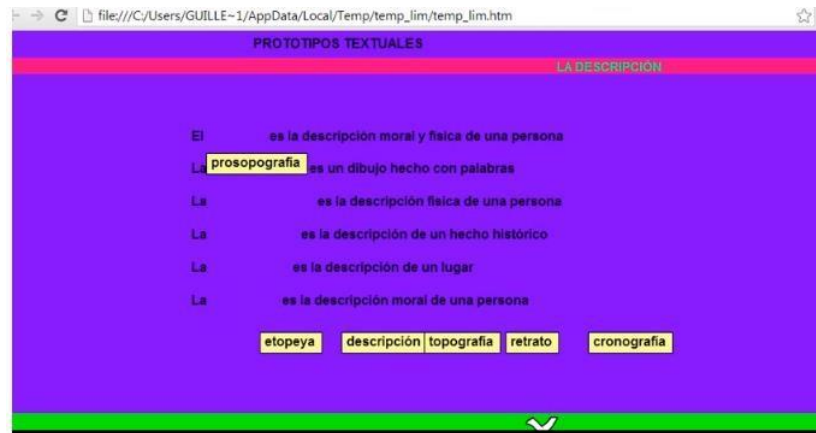 file:///C:/Users/GUILLE~1/AppData/Local/Temp/temp_lim/temp_lim.htm
PROTOTIPOS TEXTUALES
LA DESCRIPCIÓN
El es la descripción moral y física de una persona
La prosopografía es un dibujo hecho con palabras
La es la descripción física de una persona
La es la descripción de un hecho histórico
La es la descripción de un lugar
La es la descripción moral de una persona
etopeya descripción topografía retrato cronografía